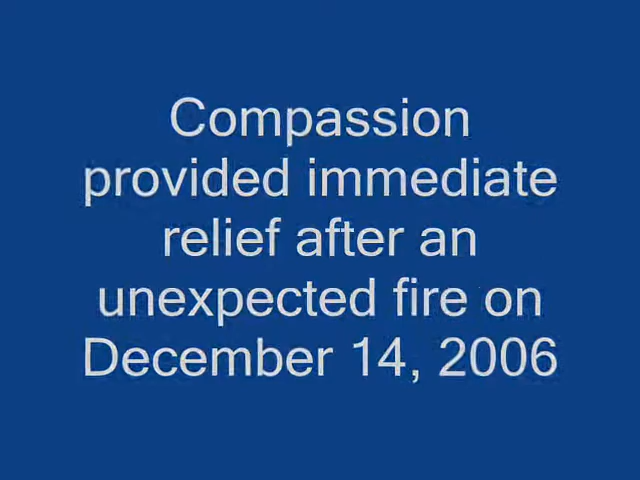 Compassion
provided immediate
relief after an
unexpected fire on
December 14, 2006